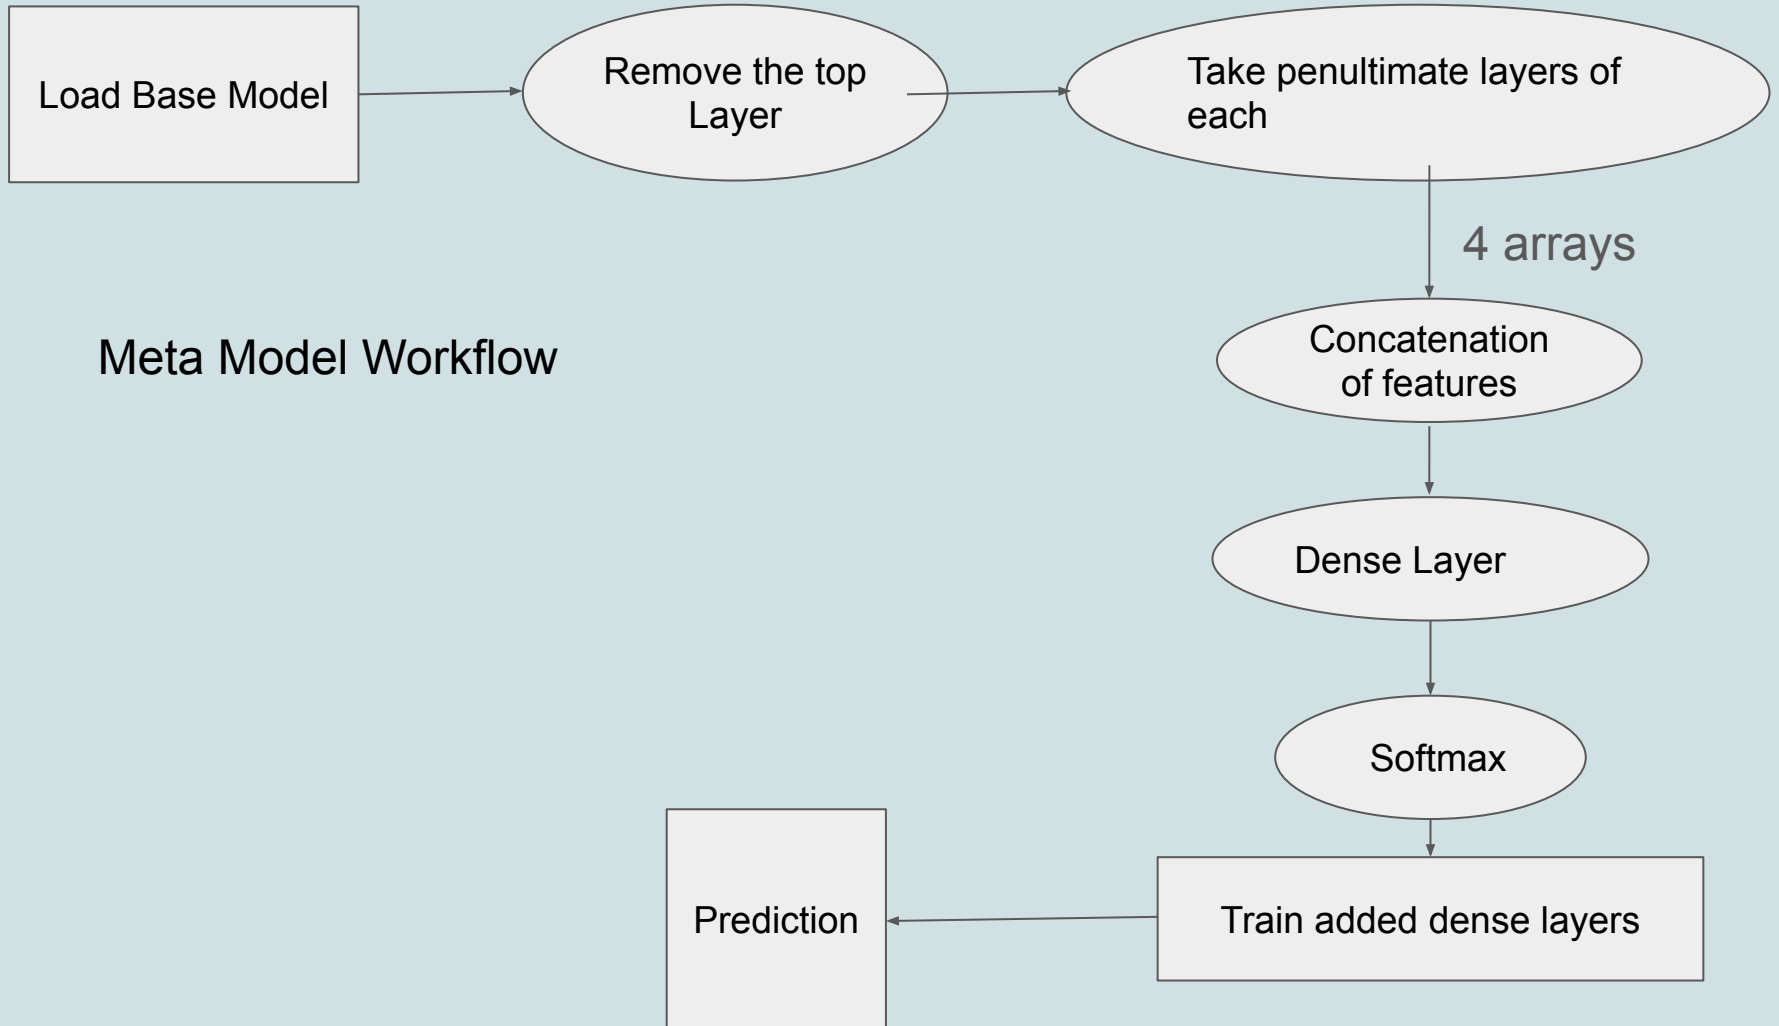 Load Base Model
Remove the top
Layer
Take penultimate layers of
each
4 arrays
Meta Model Workflow
Concatenation
of features
Dense Layer
Softmax
Train added dense layers
Prediction